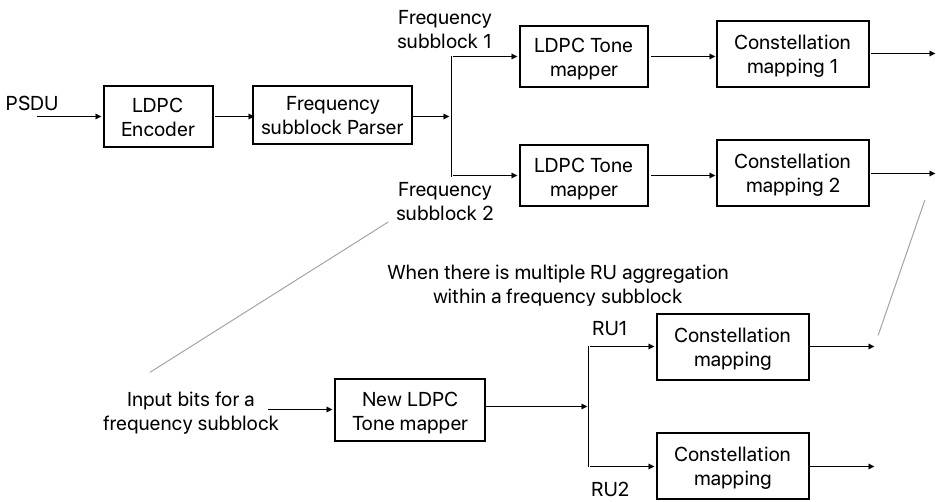 PSDU
LDPC
Encoder
Frequency
subblock Parser
Frequency
subblock 1
LDPC Tone
mapper
Constellation
mapping 1
Frequency
subblock 2
LDPC Tone
mapper
Constellation
mapping 2
When there is multiple RU aggregation
within a frequency subblock
Input bits for a
frequency subblock
New LDPC
Tone mapper
RU1
Constellation
mapping
RU2
Constellation
mapping